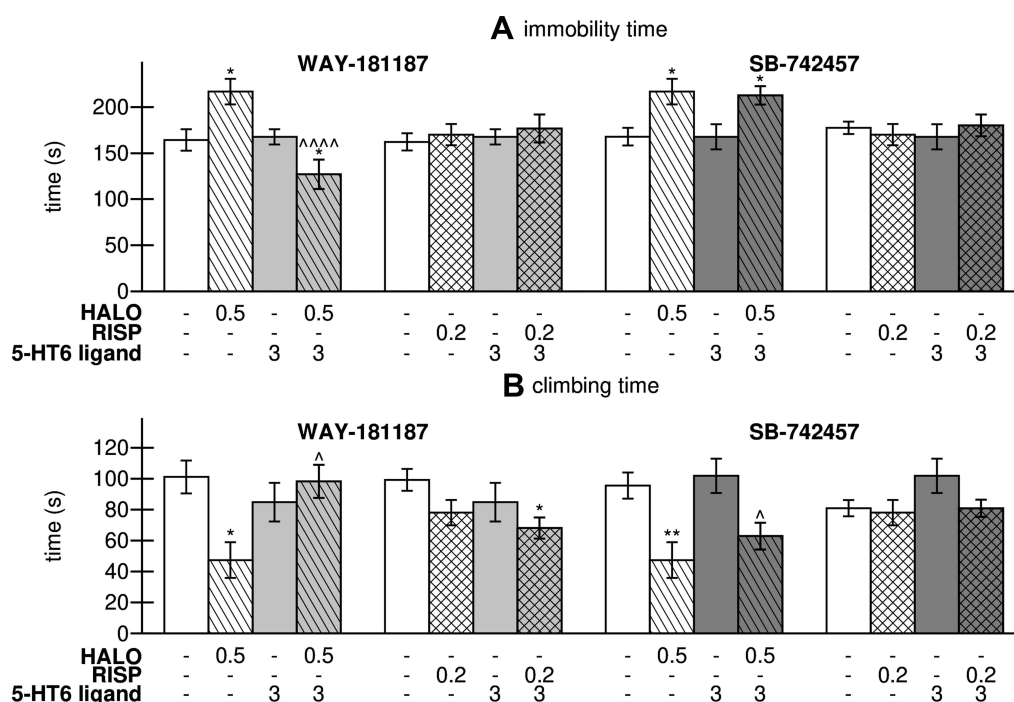 A immobility time
WAY-181187 SB-742457
* * *
200
^^^^
*
150
100
50
0
time (s)
HALO - 0.5 - 0.5 - - - - - 0.5 - 0.5 - - - -
RISP - - - - - 0.2 - 0.2 - - - - - 0.2 - 0.2
5-HT6 ligand - - 3 3 - - 3 3 - - 3 3 - - 3 3
B climbing time
WAY-181187 SB-742457
120
^
100
80
* * ** ^
60
40
20
0
time (s)
HALO - 0.5 - 0.5 - - - - - 0.5 - 0.5 - - - -
RISP - - - - - 0.2 - 0.2 - - - - - 0.2 - 0.2
5-HT6 ligand - - 3 3 - - 3 3 - - 3 3 - - 3 3